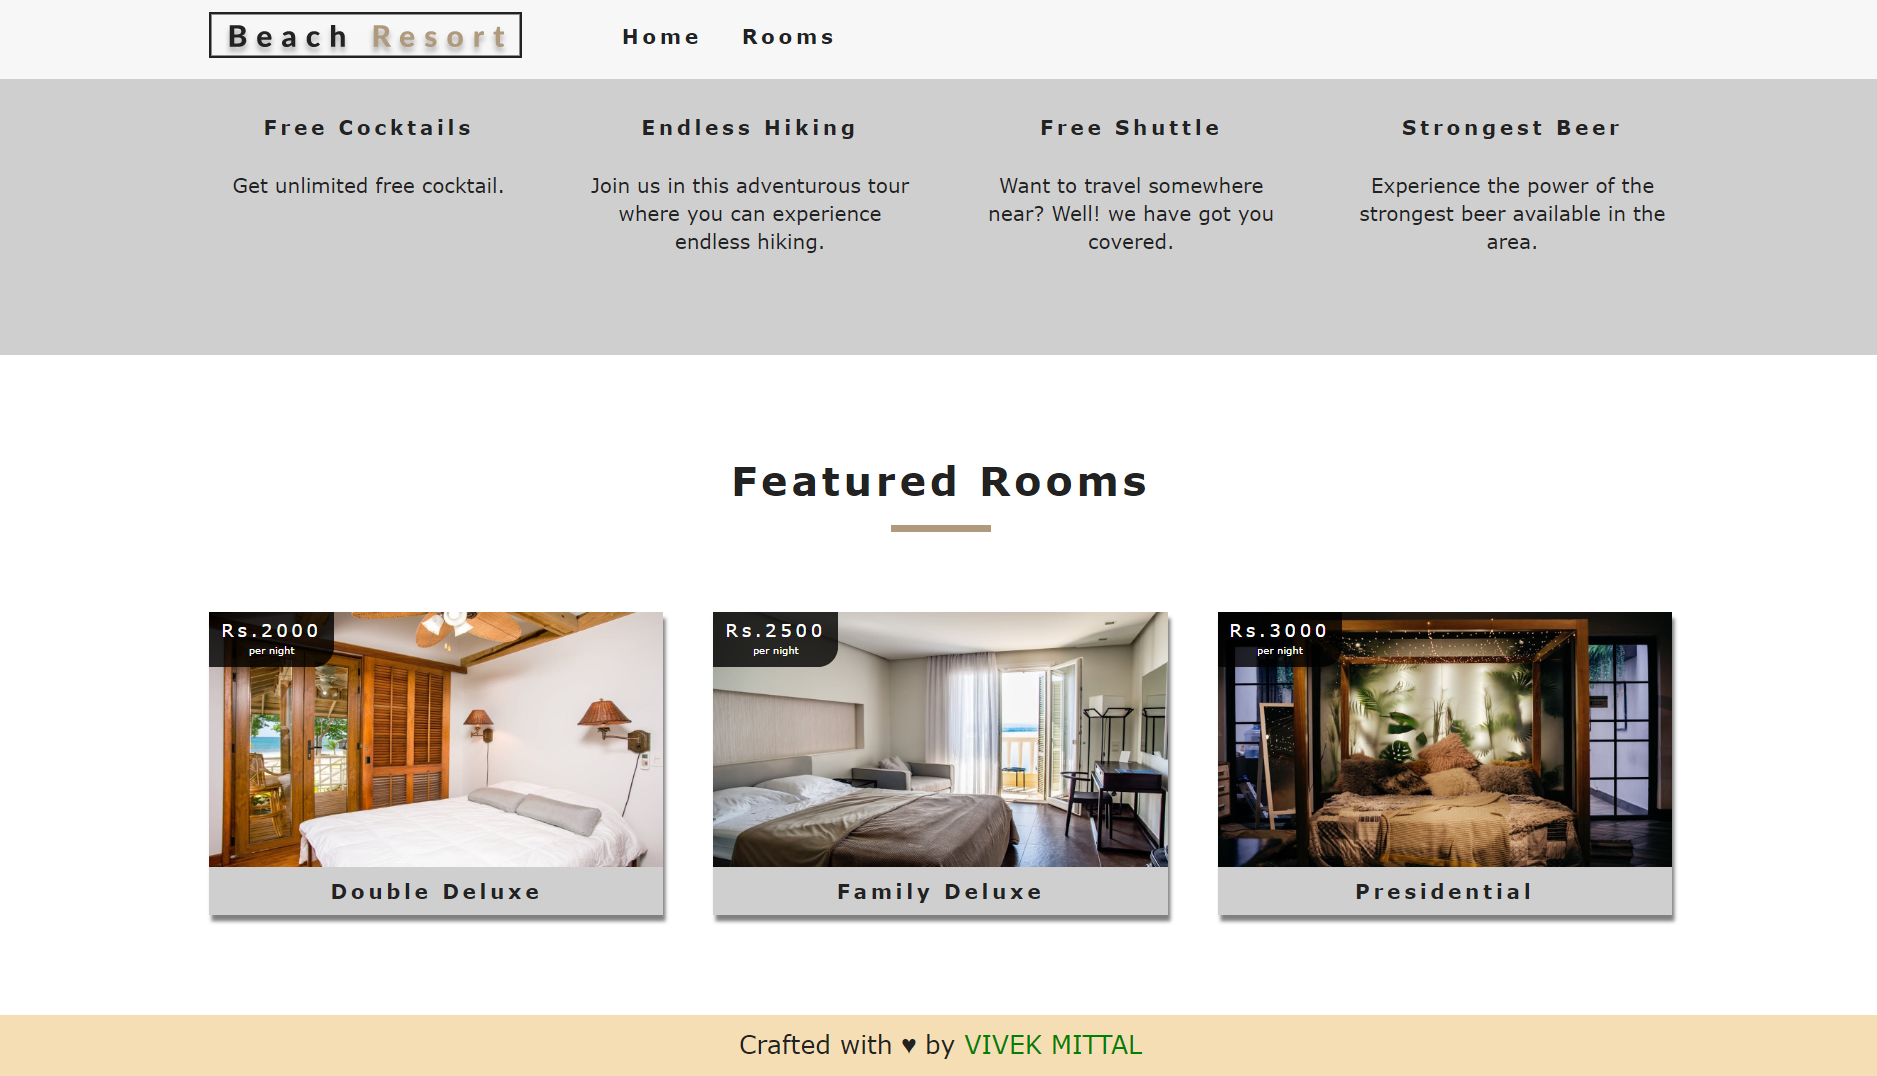 Beach Resort
Home Rooms
Free Cocktails
Get unlimited free cocktail.
Endless Hiking
Join us in this adventurous tour
where you can experience
endless hiking.
Free Shuttle
Want to travel somewhere
near? Well! we have got you
covered.
Strongest Beer
Experience the power of the
strongest beer available in the
area.
Featured Rooms
Rs.2000
per night
Double Deluxe
Rs.2500
per night
Family Deluxe
Rs.3000
per night
Presidential
Crafted with ♥ by VIVEK MITTAL